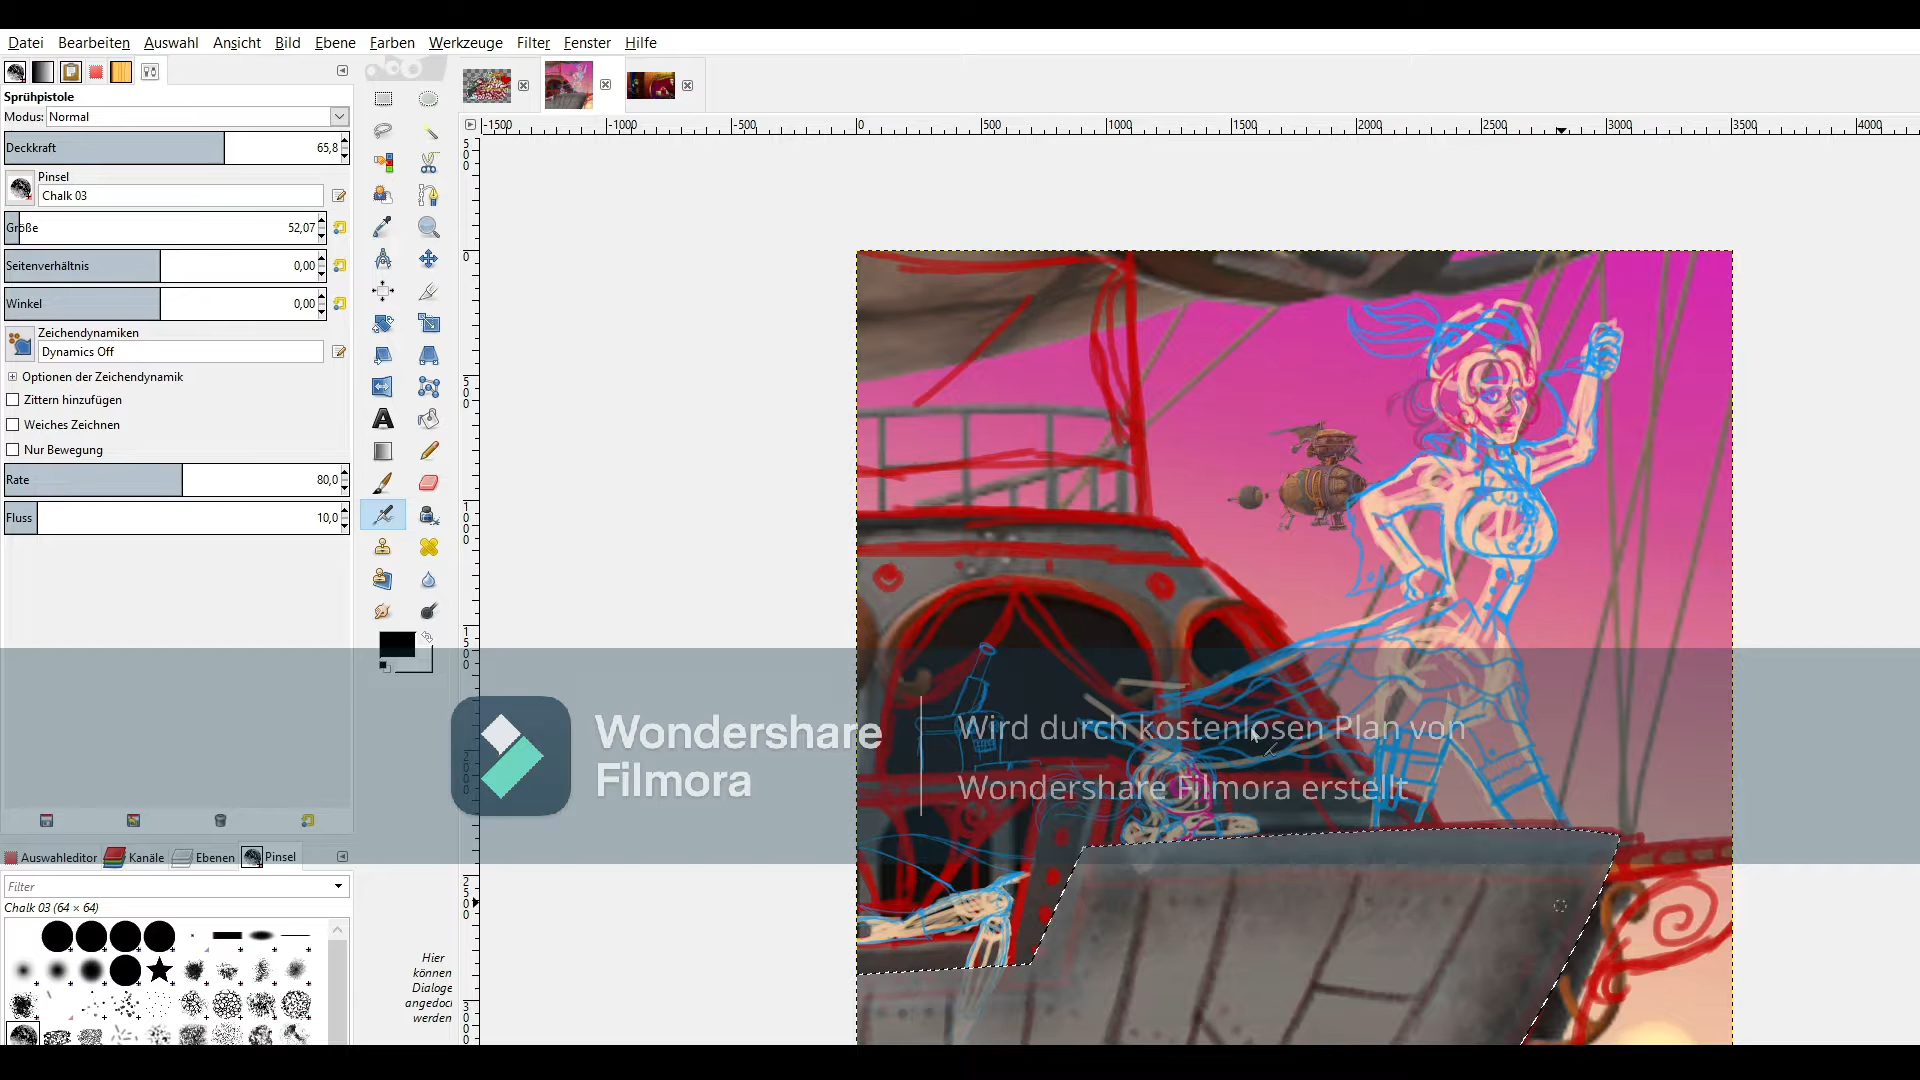 Datei Bearbeiten Auswahl Ansicht Bild Ebene Farben Werkzeuge Filter Fenster Hilfe
Sprühpistole
Modus: Normal
Deckkraft 65,8
Pinsel
Chalk 03
Größe 52,07
Seitenverhältnis 0,00
Winkel 0,00
Zeichendynamiken
Dynamics Off
Optionen der Zeichendynamik
Zittern hinzufügen
Weiches Zeichnen
Nur Bewegung
Rate 80,0
Fluss 10,0
-1500 -1000 -500 0 500 1000 1500 2000 2500 3000 3500 4000
Wondershare
Filmora
Wird durch kostenlosen Plan von
Wondershare Filmora erstellt
Auswahleditor Kanäle Ebenen Pinsel
Filter
Chalk 03 (64 × 64)
Hier
können
Dialoge
angedoc
werden